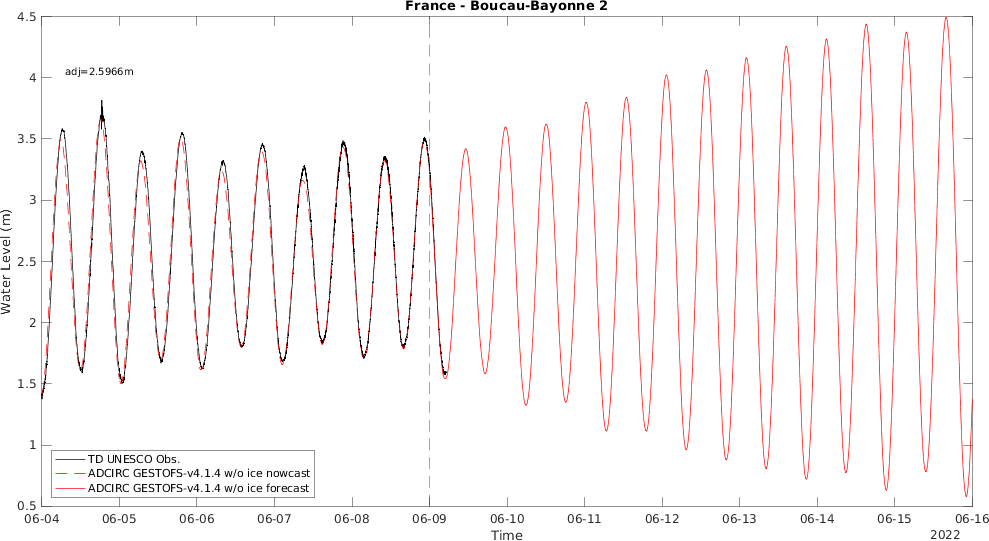 France - Boucau-Bayonne 2
4.5
4
3.5
3
2.5
2
1.5
1
0.5
Water Level (m)
adj=2.5966m
TD UNESCO Obs.
ADCIRC GESTOFS-v4.1.4 w/o ice nowcast
ADCIRC GESTOFS-v4.1.4 w/o ice forecast
06-04 06-05 06-06 06-07 06-08 06-09 06-10 06-11 06-12 06-13 06-14 06-15 06-16
Time
2022